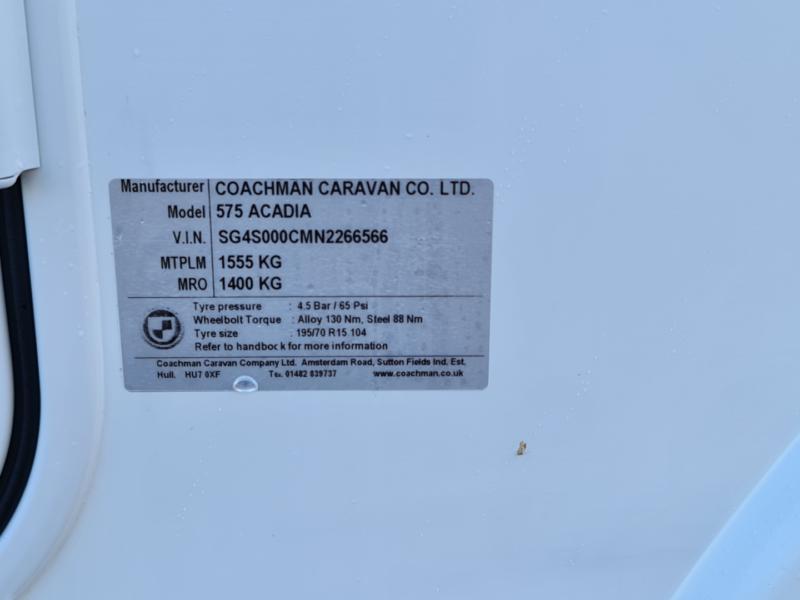 Manufacturer COACHMAN CARAVAN CO. LTD.
Model 575 ACADIA
V.I.N. SG4S000CMN2266566
MTPLM 1555 KG
MRO 1400 KG
Tyre pressure : 4.5 Bar / 65 Psi
Wheelbolt Torque : Alloy 130 Nm, Steel 88 Nm
Tyre size : 195/70 R15 104
Refer to handbook for more information
Coachman Caravan Company Ltd. Amsterdam Road, Sutton Fields Ind. Est,
Hull. HU7 0XF Tel. 01482 839737 www.coachman.co.uk